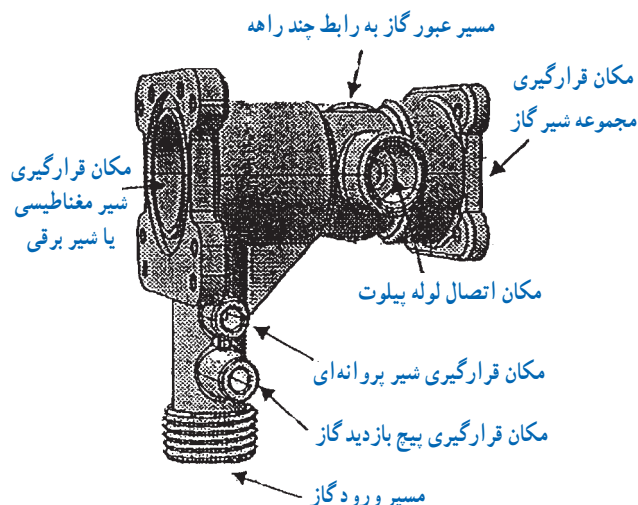 مسیر عبور گاز به رابط چند راهه
مکان قرارگیری
مجموعه شیر گاز
مکان قرارگیری
شیر مغناطیسی
یا شیر برقی
مکان اتصال لوله پیلوت
مکان قرارگیری شیر پروانه‌ای
مکان قرارگیری پیچ بازدید گاز
مسیر ورود گاز